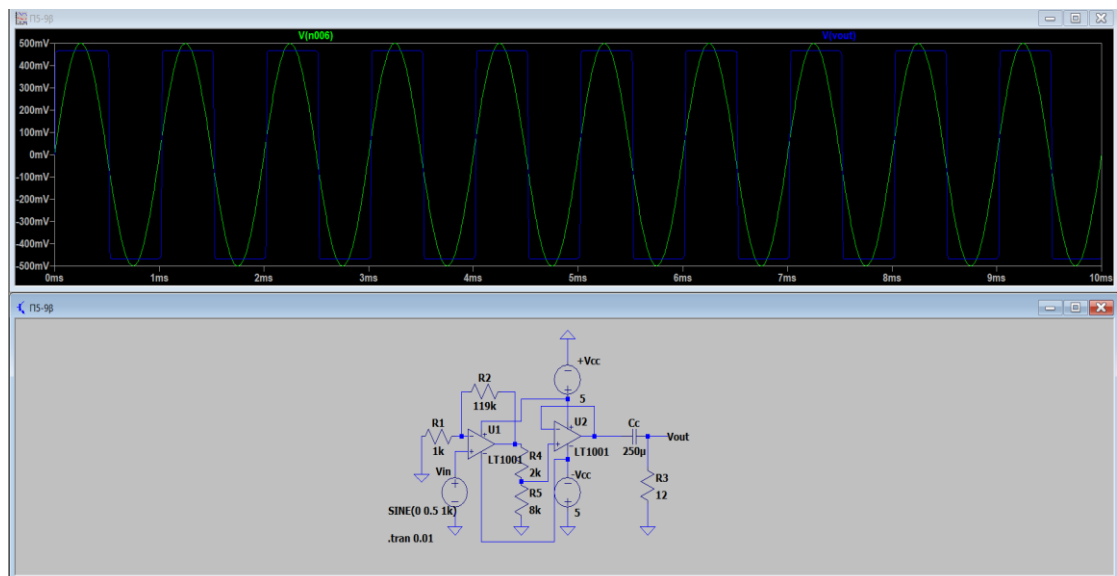 Π5-9β
V(n006) V(vout)
500mV
400mV
300mV
200mV
100mV
0mV
-100mV
-200mV
-300mV
-400mV
-500mV
0ms 1ms 2ms 3ms 4ms 5ms 6ms 7ms 8ms 9ms 10ms
Π5-9β
+Vcc
5
R2
119k
R1
1k
U1
LT1001
U2
LT1001
Cc
250µ
Vout
R4
2k
R5
8k
R3
12
Vin
-Vcc
5
SINE(0 0.5 1k)
.tran 0.01